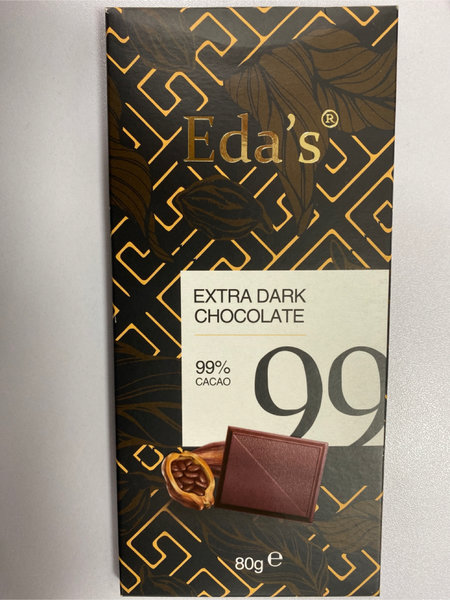 Eda's®
EXTRA DARK
CHOCOLATE
99%
CACAO
99
80g ℮